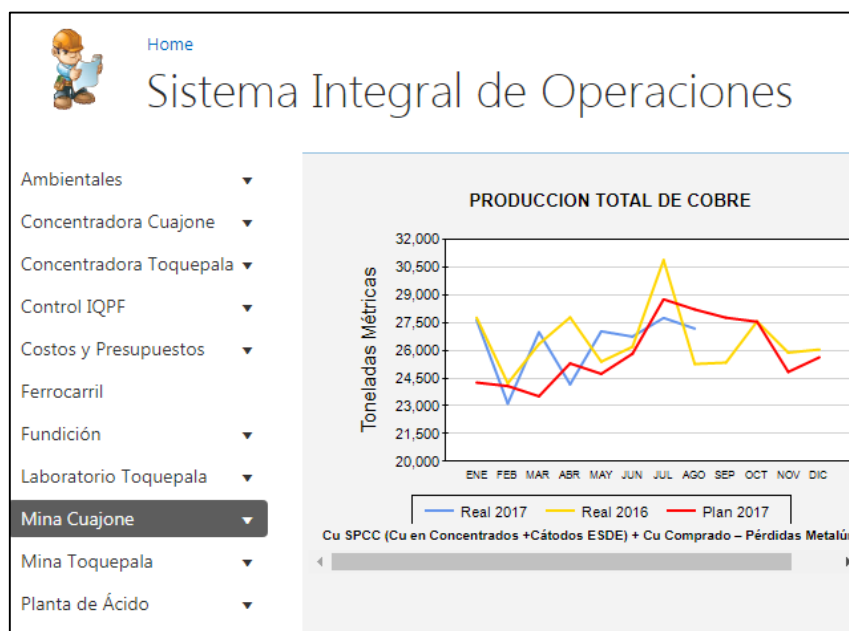 Home
Sistema Integral de Operaciones
Ambientales
Concentradora Cuajone
Concentradora Toquepala
Control IQPF
Costos y Presupuestos
Ferrocarril
Fundición
Laboratorio Toquepala
Mina Cuajone
Mina Toquepala
Planta de Ácido
PRODUCCION TOTAL DE COBRE
Toneladas Métricas
32,000
30,500
29,000
27,500
26,000
24,500
23,000
21,500
20,000
ENE FEB MAR ABR MAY JUN JUL AGO SEP OCT NOV DIC
Real 2017 Real 2016 Plan 2017
Cu SPCC (Cu en Concentrados +Cátodos ESDE) + Cu Comprado – Pérdidas